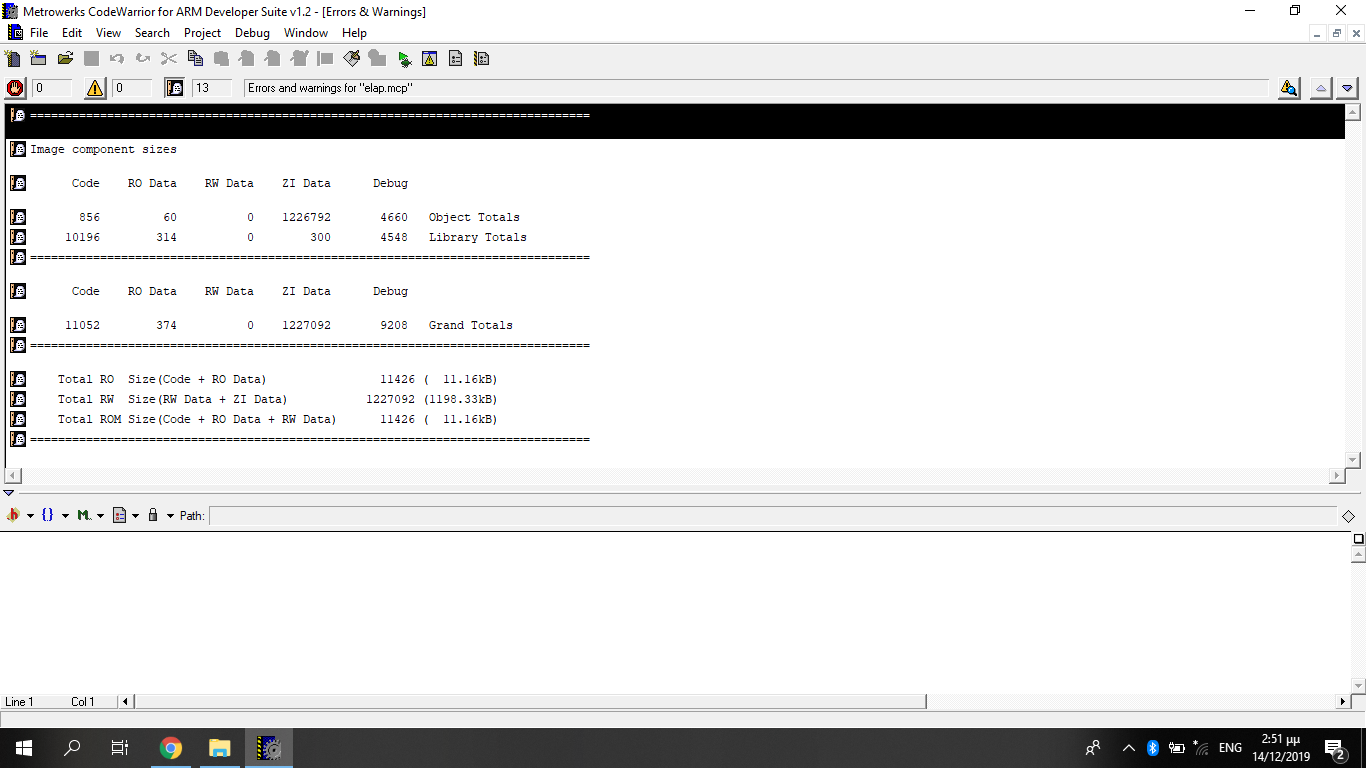 Metrowerks CodeWarrior for ARM Developer Suite v1.2 - [Errors & Warnings]
File Edit View Search Project Debug Window Help
0 0 13 Errors and warnings for "elap.mcp"
================================================================================
Image component sizes
Code RO Data RW Data ZI Data Debug
856 60 0 1226792 4660 Object Totals
10196 314 0 300 4548 Library Totals
================================================================================
Code RO Data RW Data ZI Data Debug
11052 374 0 1227092 9208 Grand Totals
================================================================================
Total RO Size(Code + RO Data) 11426 ( 11.16kB)
Total RW Size(RW Data + ZI Data) 1227092 (1198.33kB)
Total ROM Size(Code + RO Data + RW Data) 11426 ( 11.16kB)
================================================================================
h {} M. Path:
Line 1 Col 1
ENG 2:51 μμ
14/12/2019 2